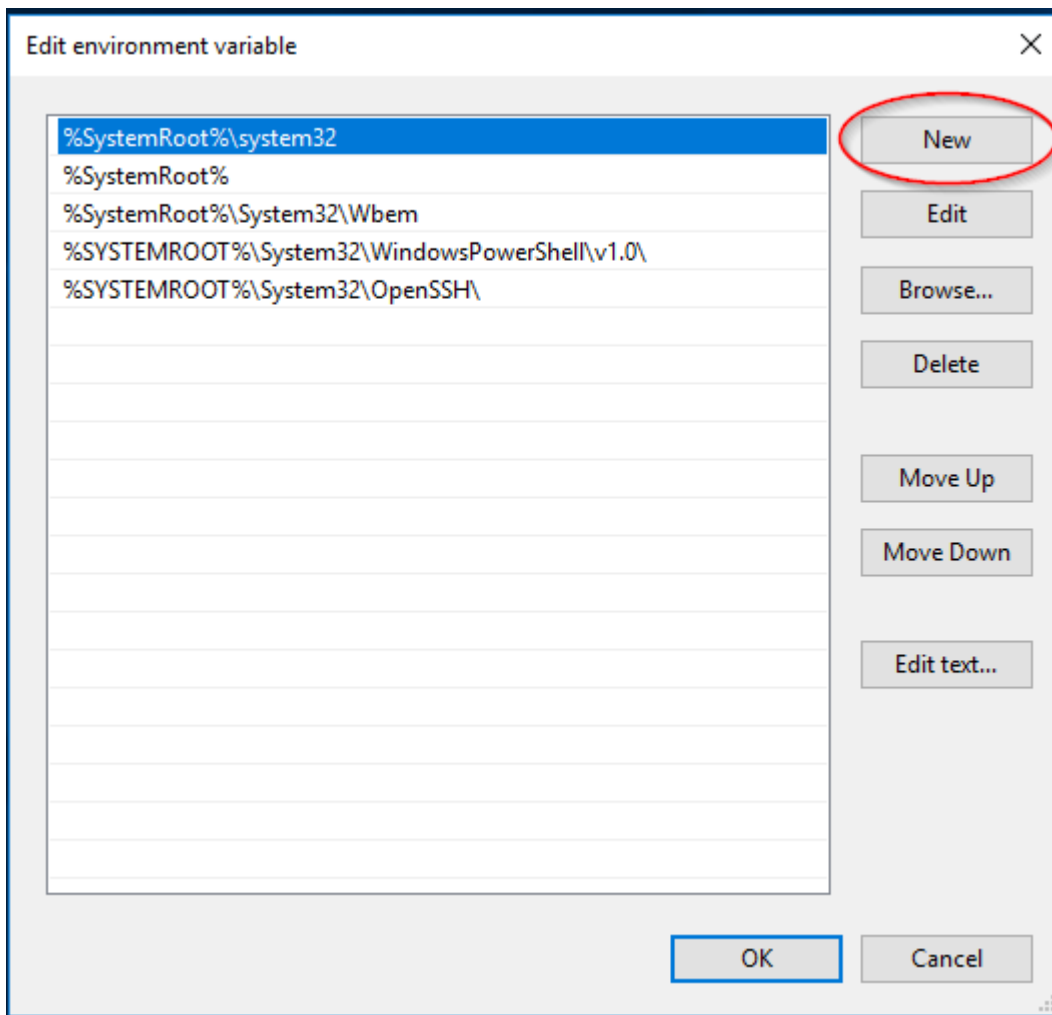 Edit environment variable
%SystemRoot%\system32
%SystemRoot%
%SystemRoot%\System32\Wbem
%SYSTEMROOT%\System32\WindowsPowerShell\v1.0\
%SYSTEMROOT%\System32\OpenSSH\
New
Edit
Browse...
Delete
Move Up
Move Down
Edit text...
OK
Cancel